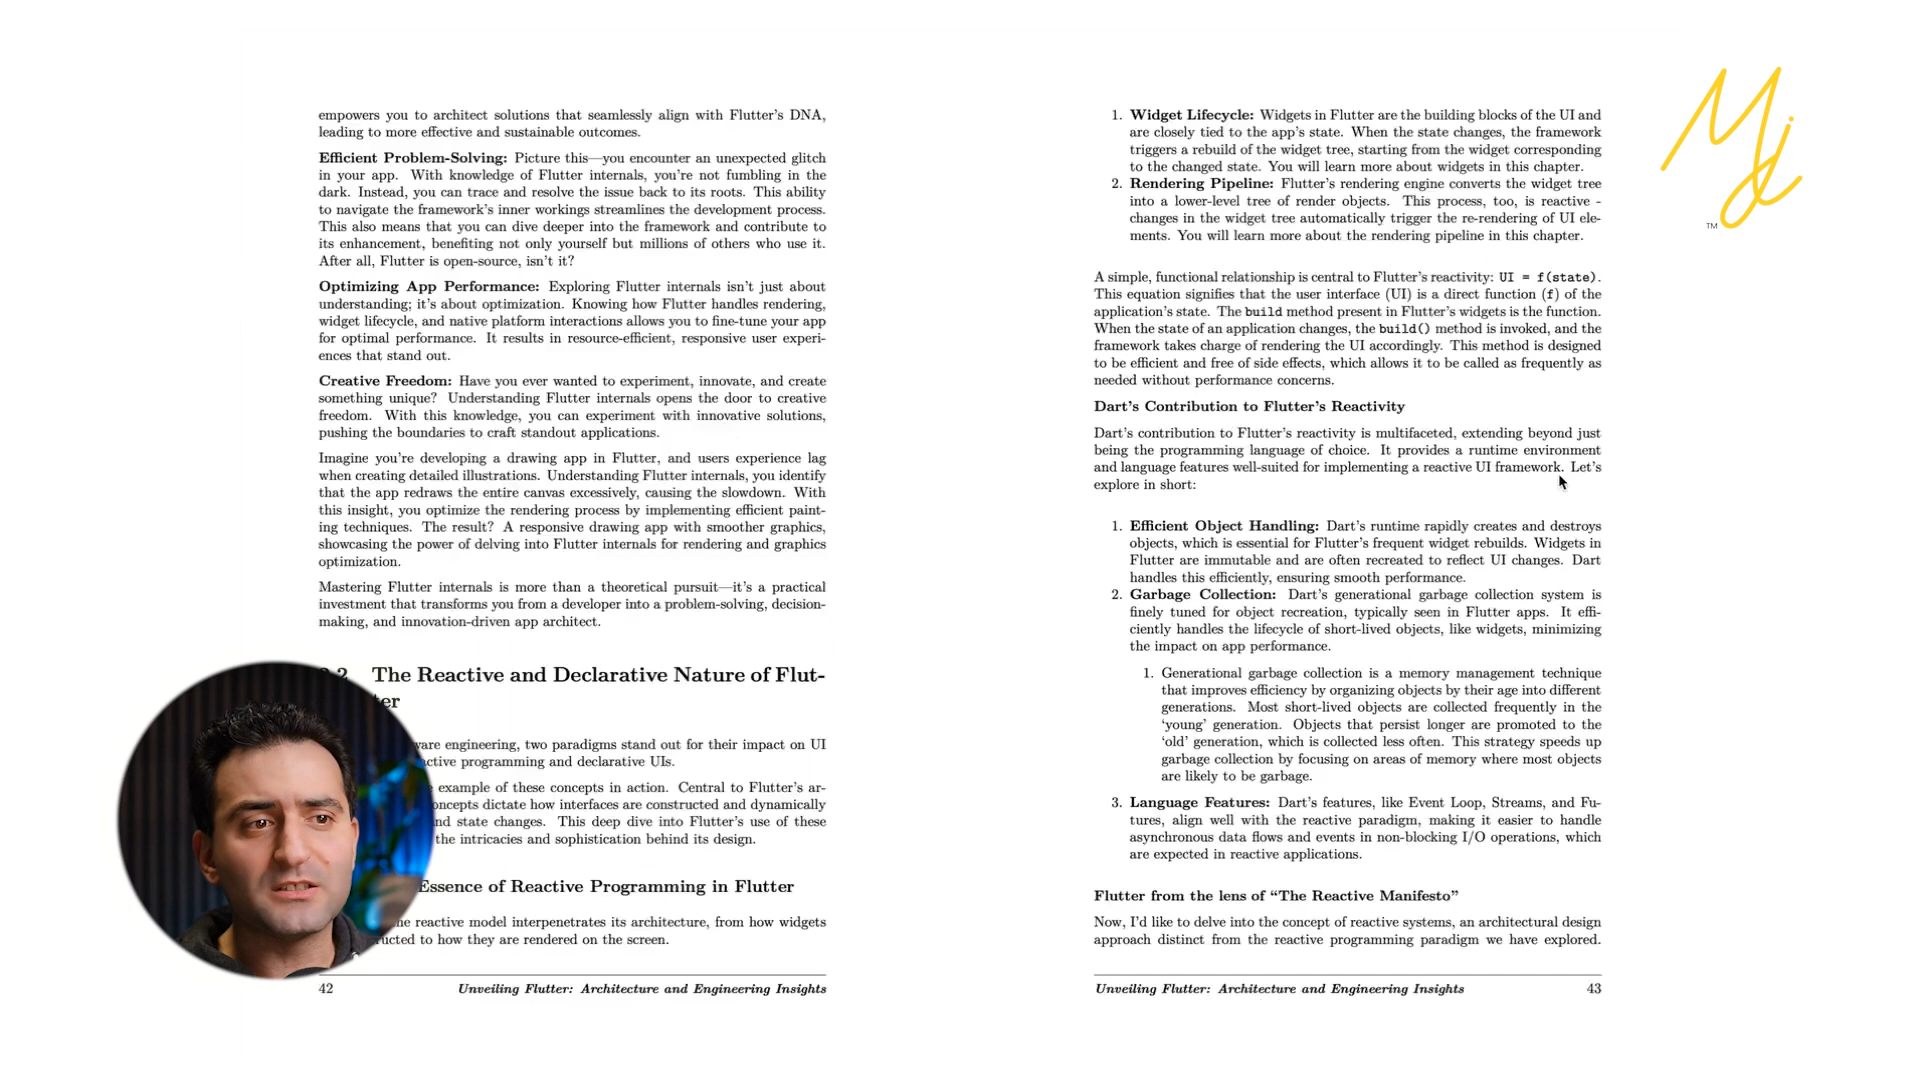 empowers you to architect solutions that seamlessly align with Flutter's DNA,
leading to more effective and sustainable outcomes.
Efficient Problem-Solving: Picture this—you encounter an unexpected glitch
in your app. With knowledge of Flutter internals, you're not fumbling in the
dark. Instead, you can trace and resolve the issue back to its roots. This ability
to navigate the framework's inner workings streamlines the development process.
This also means that you can dive deeper into the framework and contribute to
its enhancement, benefiting not only yourself but millions of others who use it.
After all, Flutter is open-source, isn't it?
Optimizing App Performance: Exploring Flutter internals isn't just about
understanding; it's about optimization. Knowing how Flutter handles rendering,
widget lifecycle, and native platform interactions allows you to fine-tune your app
for optimal performance. It results in resource-efficient, responsive user experi-
ences that stand out.
Creative Freedom: Have you ever wanted to experiment, innovate, and create
something unique? Understanding Flutter internals opens the door to creative
freedom. With this knowledge, you can experiment with innovative solutions,
pushing the boundaries to craft standout applications.
Imagine you're developing a drawing app in Flutter, and users experience lag
when creating detailed illustrations. Understanding Flutter internals, you identify
that the app redraws the entire canvas excessively, causing the slowdown. With
this insight, you optimize the rendering process by implementing efficient paint-
ing techniques. The result? A responsive drawing app with smoother graphics,
showcasing the power of delving into Flutter internals for rendering and graphics
optimization.
Mastering Flutter internals is more than a theoretical pursuit—it's a practical
investment that transforms you from a developer into a problem-solving, decision-
making, and innovation-driven app architect.
2 The Reactive and Declarative Nature of Flut-
ter
engineering, two paradigms stand out for their impact on UI
programming and declarative UIs.
example of these concepts in action. Central to Flutter's ar-
dictate how interfaces are constructed and dynamically
state changes. This deep dive into Flutter's use of these
the intricacies and sophistication behind its design.
Essence of Reactive Programming in Flutter
reactive model interpenetrates its architecture, from how widgets
to how they are rendered on the screen.
42 Unveiling Flutter: Architecture and Engineering Insights
1. Widget Lifecycle: Widgets in Flutter are the building blocks of the UI and
are closely tied to the app's state. When the state changes, the framework
triggers a rebuild of the widget tree, starting from the widget corresponding
to the changed state. You will learn more about widgets in this chapter.
2. Rendering Pipeline: Flutter's rendering engine converts the widget tree
into a lower-level tree of render objects. This process, too, is reactive -
changes in the widget tree automatically trigger the re-rendering of UI ele-
ments. You will learn more about the rendering pipeline in this chapter.
A simple, functional relationship is central to Flutter's reactivity: UI = f(state).
This equation signifies that the user interface (UI) is a direct function (f) of the
application's state. The build method present in Flutter's widgets is the function.
When the state of an application changes, the build() method is invoked, and the
framework takes charge of rendering the UI accordingly. This method is designed
to be efficient and free of side effects, which allows it to be called as frequently as
needed without performance concerns.
Dart's Contribution to Flutter's Reactivity
Dart's contribution to Flutter's reactivity is multifaceted, extending beyond just
being the programming language of choice. It provides a runtime environment
and language features well-suited for implementing a reactive UI framework. Let's
explore in short:
1. Efficient Object Handling: Dart's runtime rapidly creates and destroys
objects, which is essential for Flutter's frequent widget rebuilds. Widgets in
Flutter are immutable and are often recreated to reflect UI changes. Dart
handles this efficiently, ensuring smooth performance.
2. Garbage Collection: Dart's generational garbage collection system is
finely tuned for object recreation, typically seen in Flutter apps. It effi-
ciently handles the lifecycle of short-lived objects, like widgets, minimizing
the impact on app performance.
1. Generational garbage collection is a memory management technique
that improves efficiency by organizing objects by their age into different
generations. Most short-lived objects are collected frequently in the
'young' generation. Objects that persist longer are promoted to the
'old' generation, which is collected less often. This strategy speeds up
garbage collection by focusing on areas of memory where most objects
are likely to be garbage.
3. Language Features: Dart's features, like Event Loop, Streams, and Fu-
tures, align well with the reactive paradigm, making it easier to handle
asynchronous data flows and events in non-blocking I/O operations, which
are expected in reactive applications.
Flutter from the lens of "The Reactive Manifesto"
Now, I'd like to delve into the concept of reactive systems, an architectural design
approach distinct from the reactive programming paradigm we have explored.
Unveiling Flutter: Architecture and Engineering Insights 43
TM